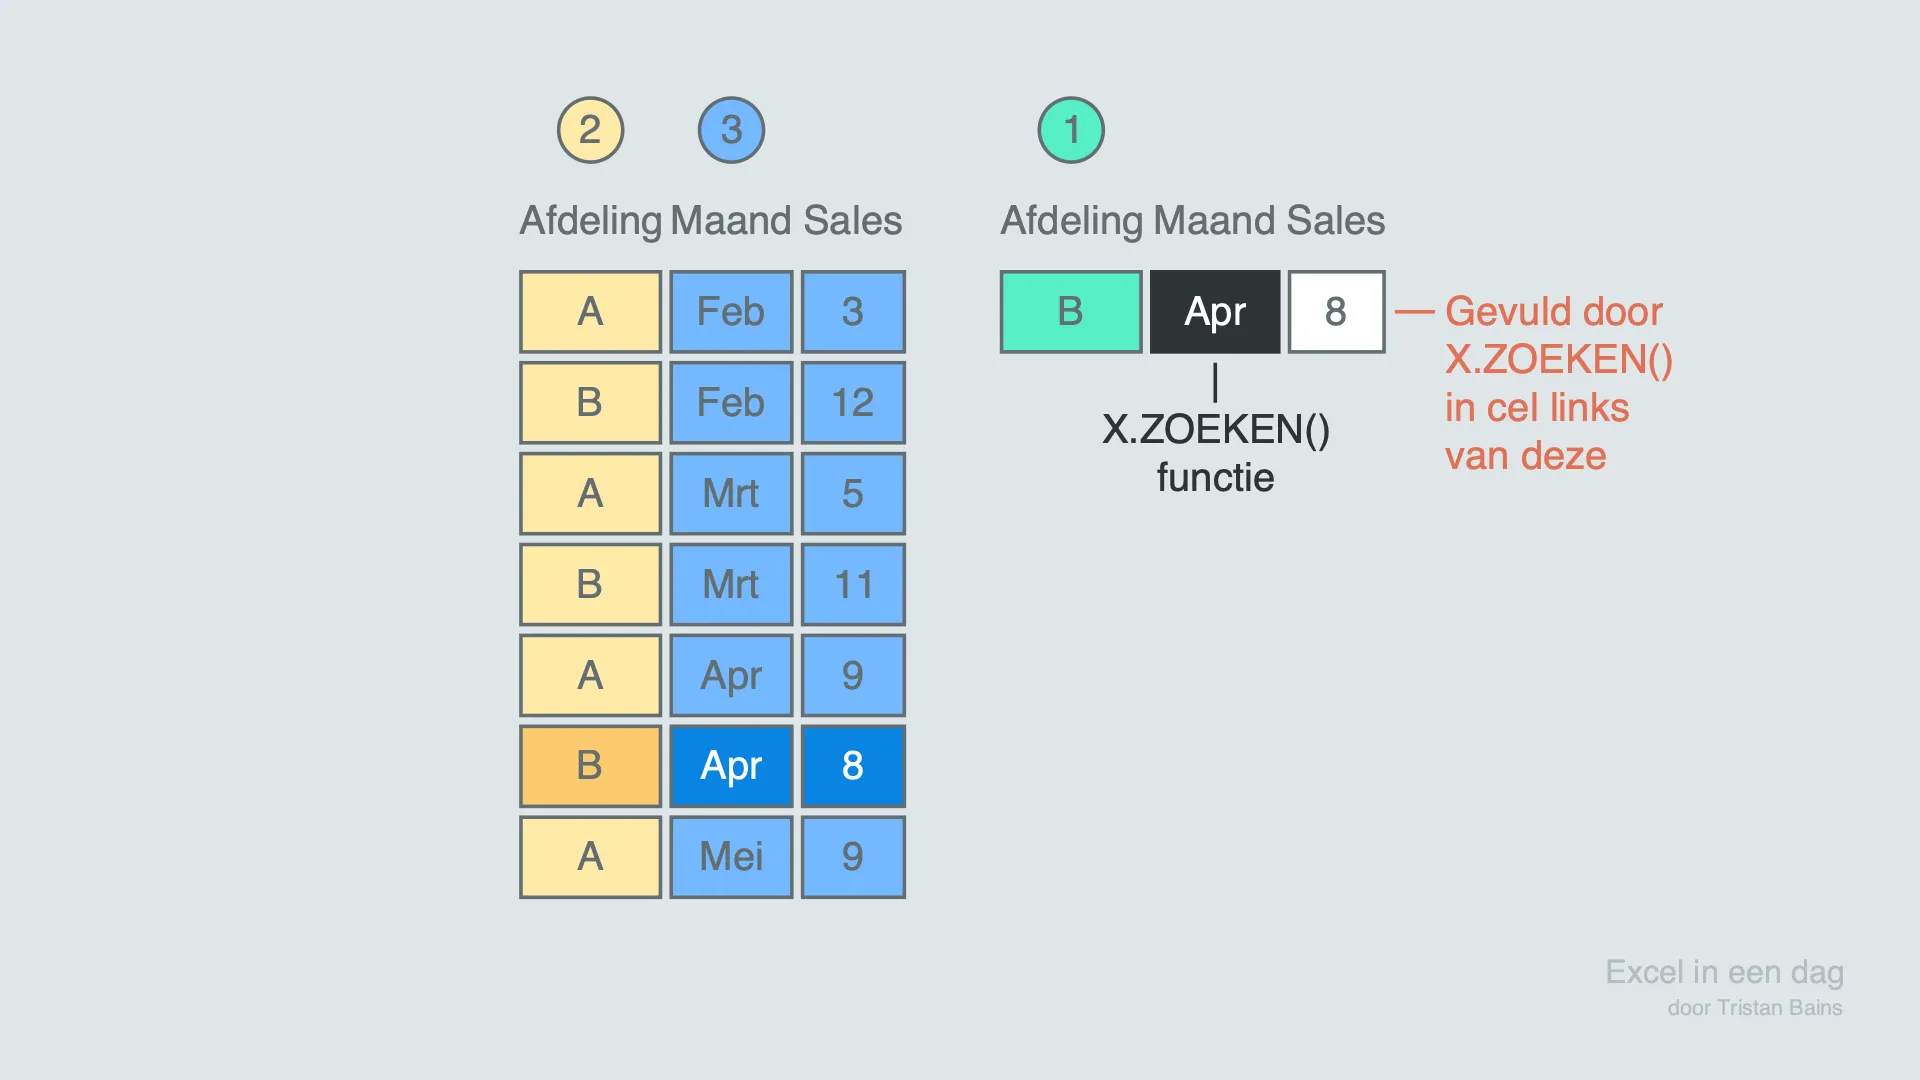 2 3 1
Afdeling Maand Sales Afdeling Maand Sales
A Feb 3 B Apr 8 Gevuld door
X.ZOEKEN()
in cel links
van deze
X.ZOEKEN()
functie
B Feb 12
A Mrt 5
B Mrt 11
A Apr 9
B Apr 8
A Mei 9
Excel in een dag
door Tristan Bains